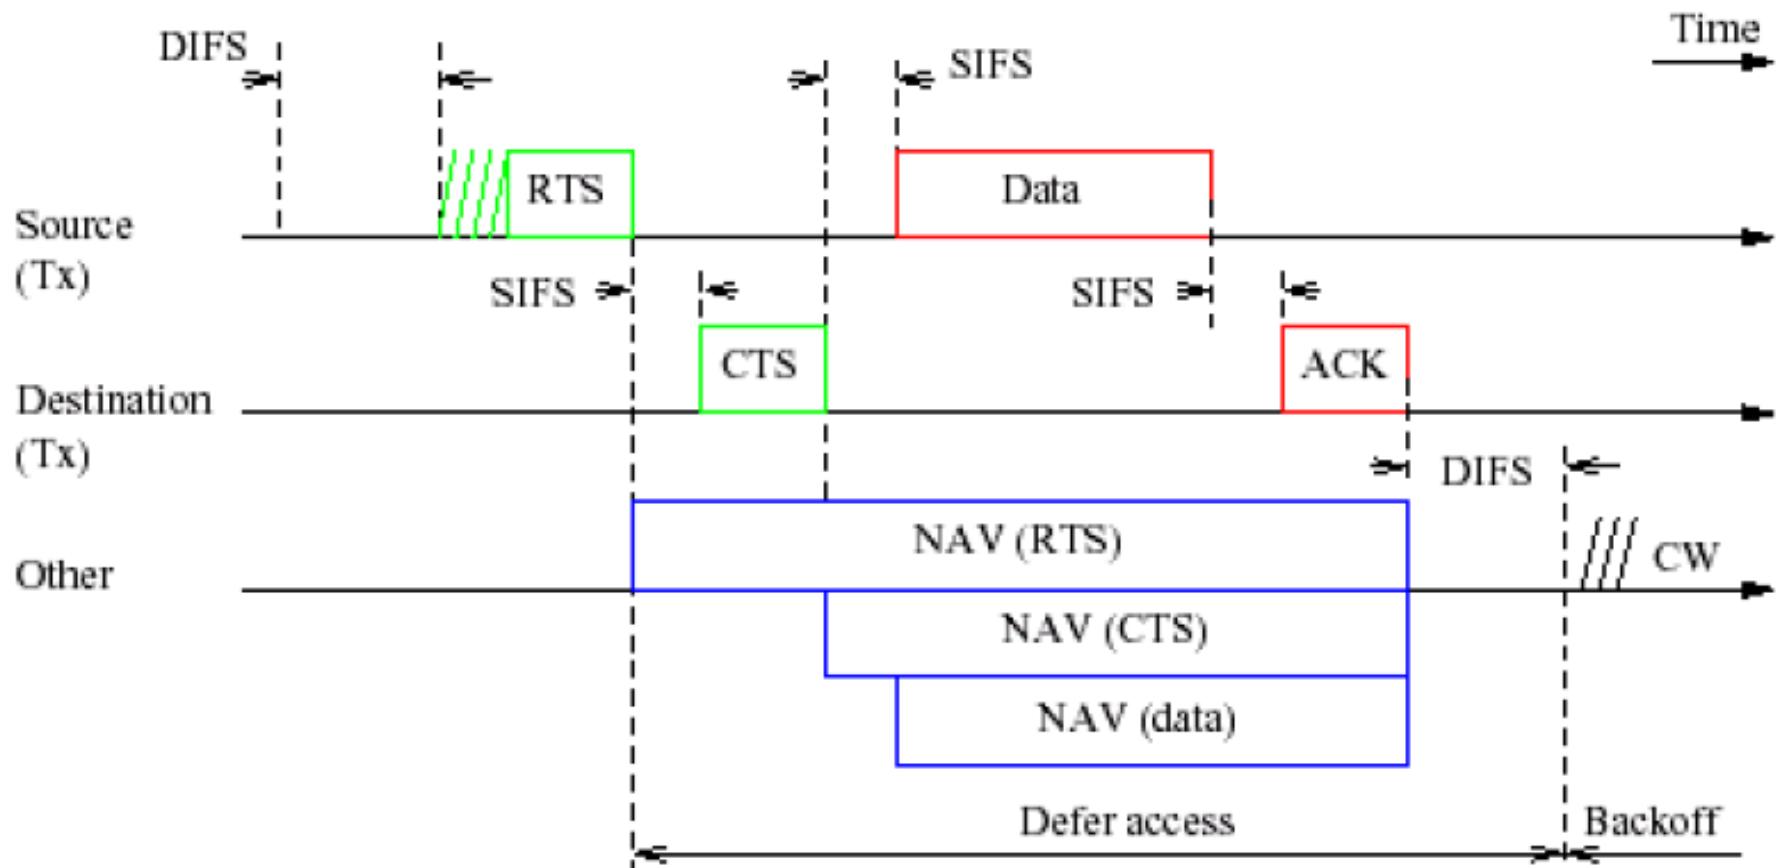 DIFS
SIFS
Time
RTS
Data
Source
(Tx)
SIFS
SIFS
CTS
ACK
Destination
(Tx)
DIFS
NAV (RTS)
CW
Other
NAV (CTS)
NAV (data)
Defer access
Backoff